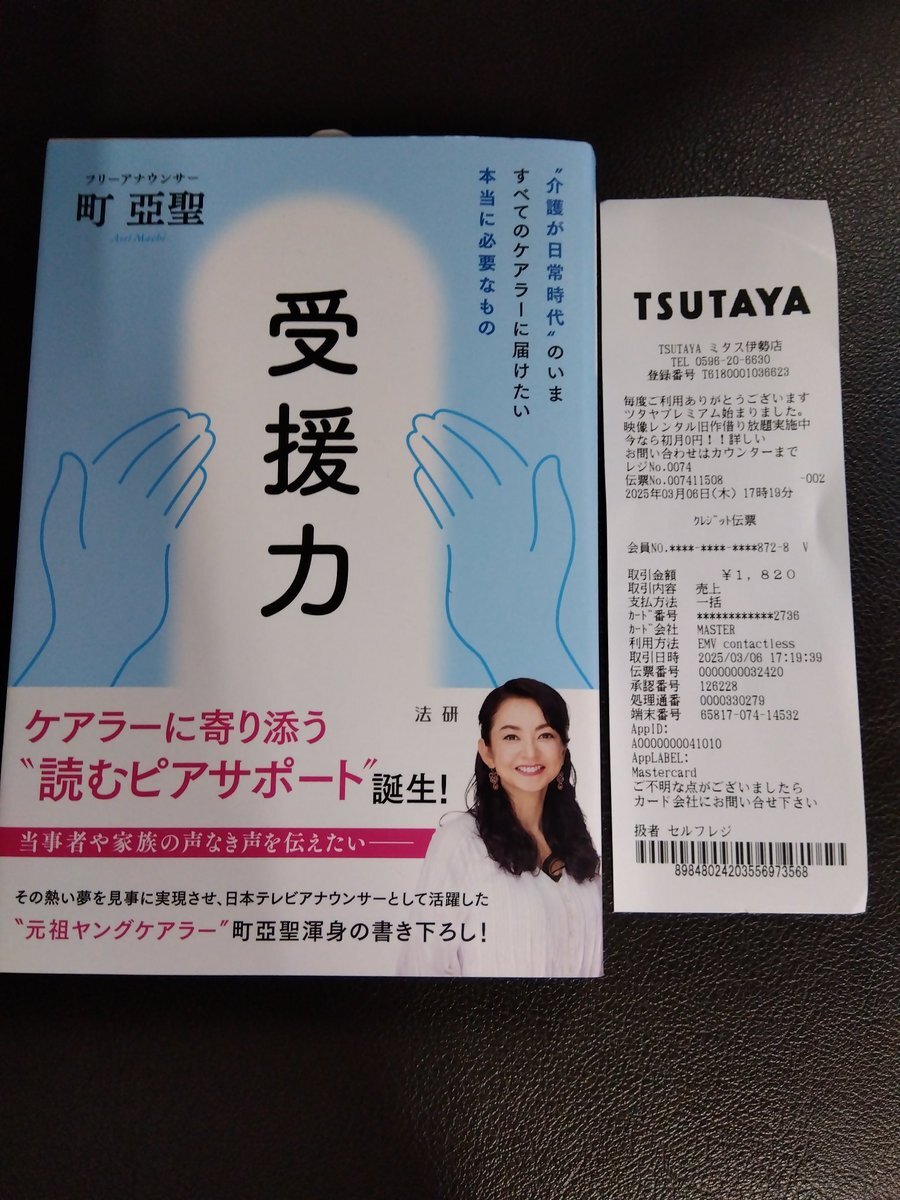 フリーアナウンサー
町 亞聖
Asei Machi
〝介護が日常時代〟のいま
すべてのケアラーに届けたい
本当に必要なもの
受援力
法研
ケアラーに寄り添う
〝読むピアサポート〟誕生!
当事者や家族の声なき声を伝えたい——
その熱い夢を見事に実現させ、日本テレビアナウンサーとして活躍した
〝元祖ヤングケアラー〟町亞聖渾身の書き下ろし!
TSUTAYA
TSUTAYA ミタス伊勢店
TEL 0596-20-6630
登録番号 T6180001036623
毎度ご利用ありがとうございます
ツタヤプレミアム始まりました。
映像レンタル旧作借り放題実施中
今なら初月0円!!詳しい
お問い合わせはカウンターまで
レジNo.0074
伝票No.007411508 -002
2025年03月06日(木) 17時19分
クレジット伝票
会員NO.****-****-****872-8 V
取引金額 ¥1,820
取引内容 売上
支払方法 一括
カード番号 ************2736
カード会社 MASTER
利用方法 EMV contactless
取引日時 2025/03/06 17:19:39
伝票番号 0000000032420
承認番号 126228
処理通番 0000330279
端末番号 65817-074-14532
AppID:
A0000000041010
AppLABEL:
Mastercard
ご不明な点がございましたら
カード会社にお問い合せ下さい
扱者 セルフレジ
89848024203556973568